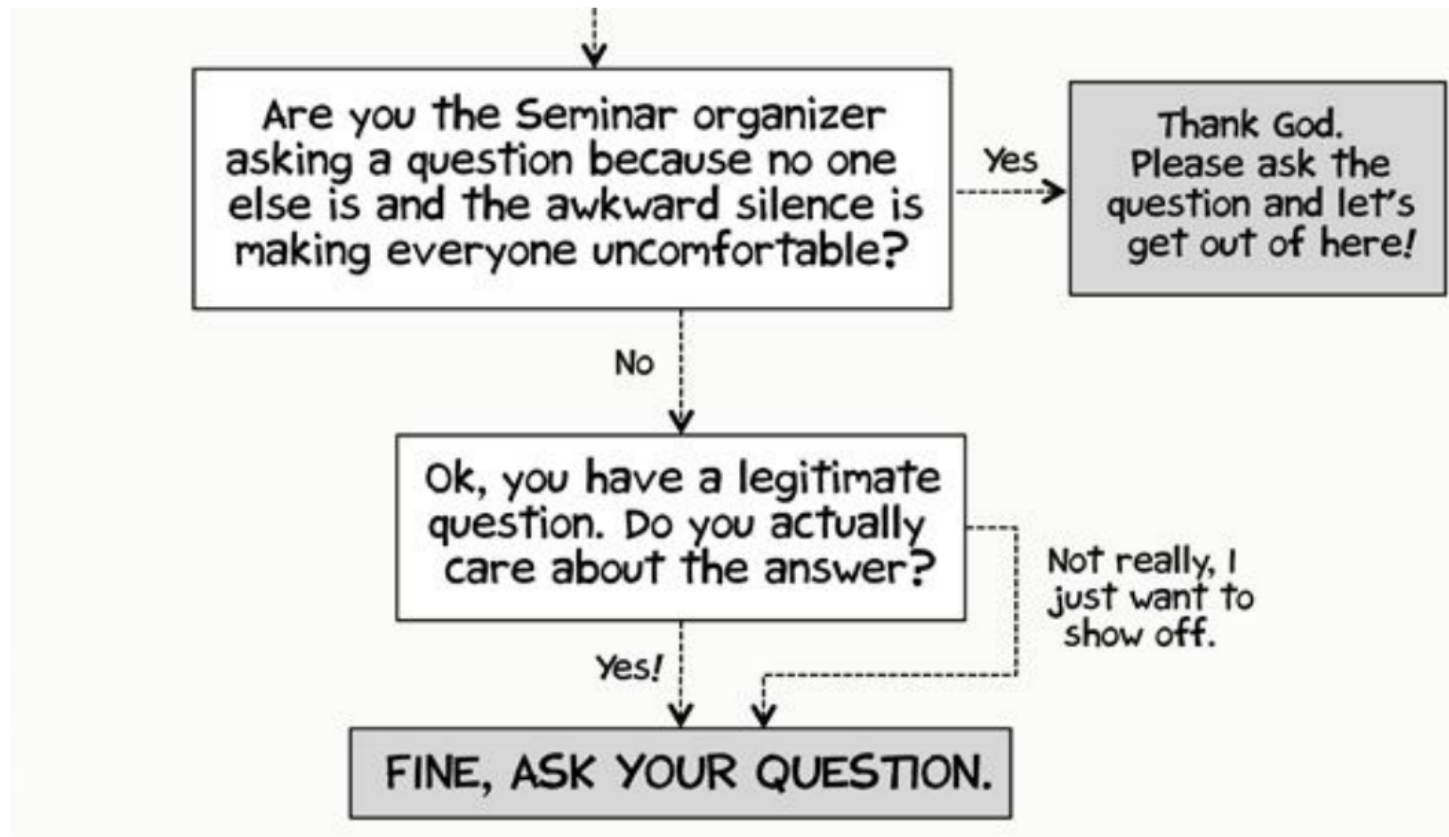 Are you the Seminar organizer
asking a question because no one
else is and the awkward silence is
making everyone uncomfortable?
Yes
Thank God.
Please ask the
question and let's
get out of here!
No
Ok, you have a legitimate
question. Do you actually
care about the answer?
Not really, I
just want to
show off.
Yes!
FINE, ASK YOUR QUESTION.